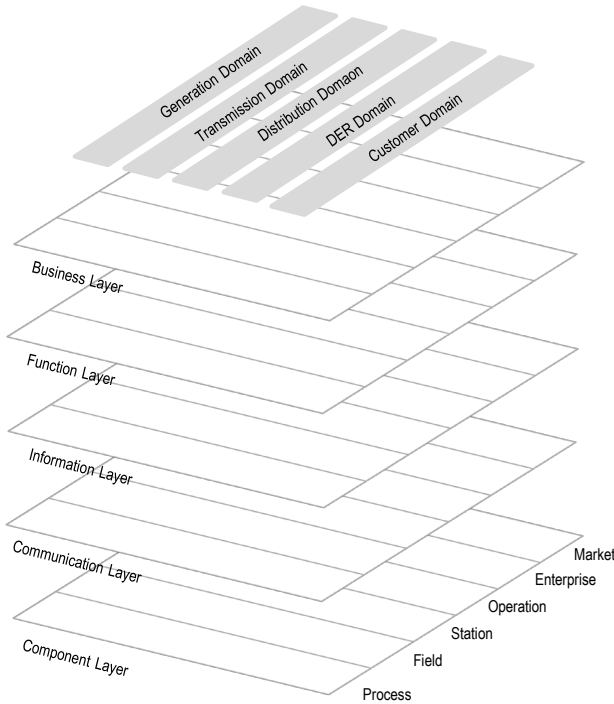 Generation Domain
Transmission Domain
Distribution Domaon
DER Domain
Customer Domain
Business Layer
Function Layer
Information Layer
Communication Layer
Component Layer
Market
Enterprise
Operation
Station
Field
Process